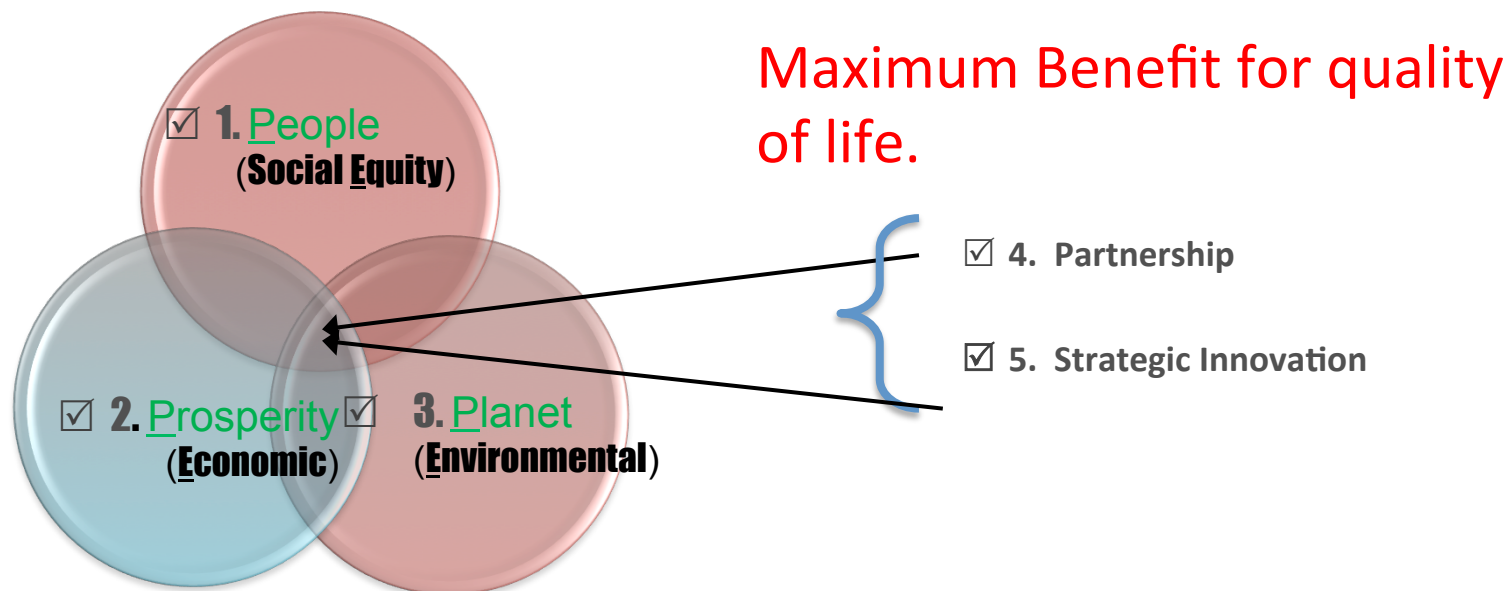 Maximum Benefit for quality
of life.
☑ 1. People
(Social Equity)
☑ 4. Partnership
☑ 5. Strategic Innovation
☑ 2. Prosperity
(Economic)
☑ 3. Planet
(Environmental)